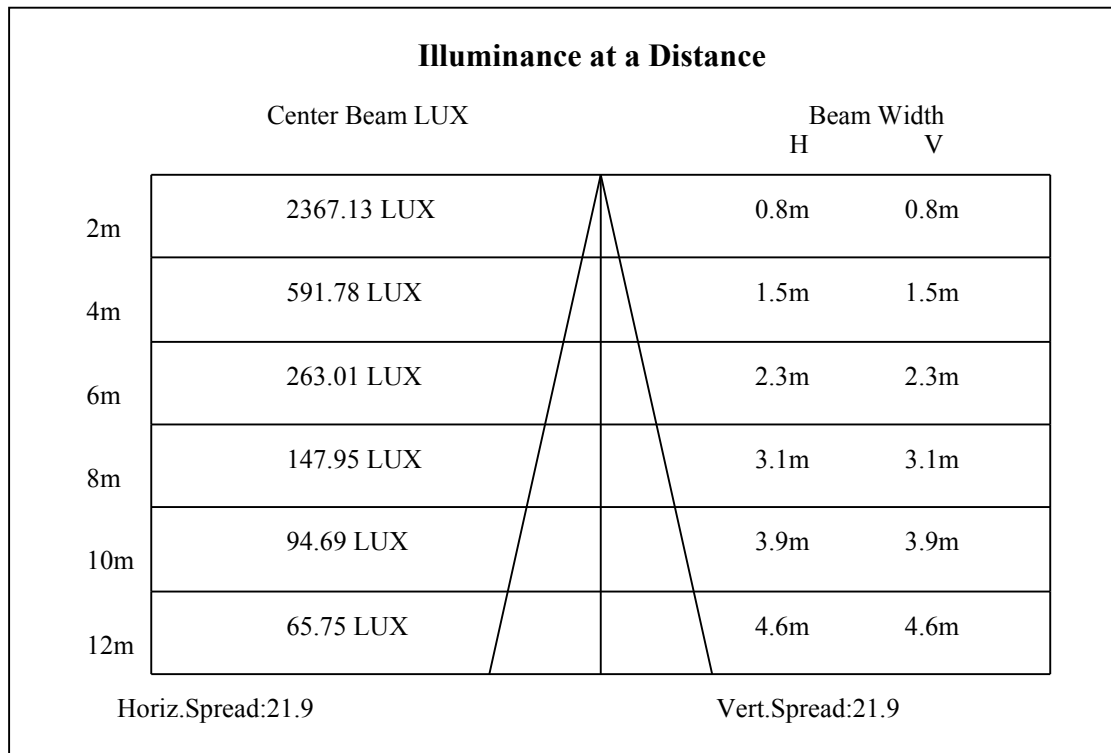 Illuminance at a Distance
Center Beam LUX Beam Width
H V
2m 2367.13 LUX 0.8m 0.8m
4m 591.78 LUX 1.5m 1.5m
6m 263.01 LUX 2.3m 2.3m
8m 147.95 LUX 3.1m 3.1m
10m 94.69 LUX 3.9m 3.9m
12m 65.75 LUX 4.6m 4.6m
Horiz.Spread:21.9 Vert.Spread:21.9